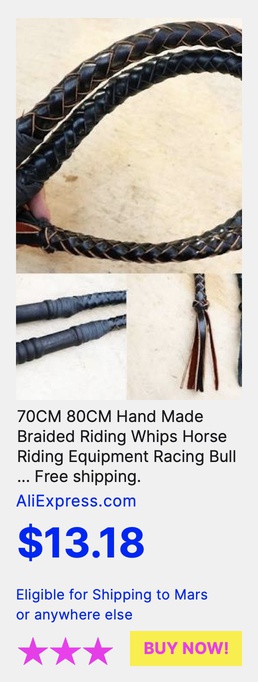 70CM 80CM Hand Made
Braided Riding Whips Horse
Riding Equipment Racing Bull
... Free shipping.
AliExpress.com
$13.18
Eligible for Shipping to Mars
or anywhere else
BUY NOW!